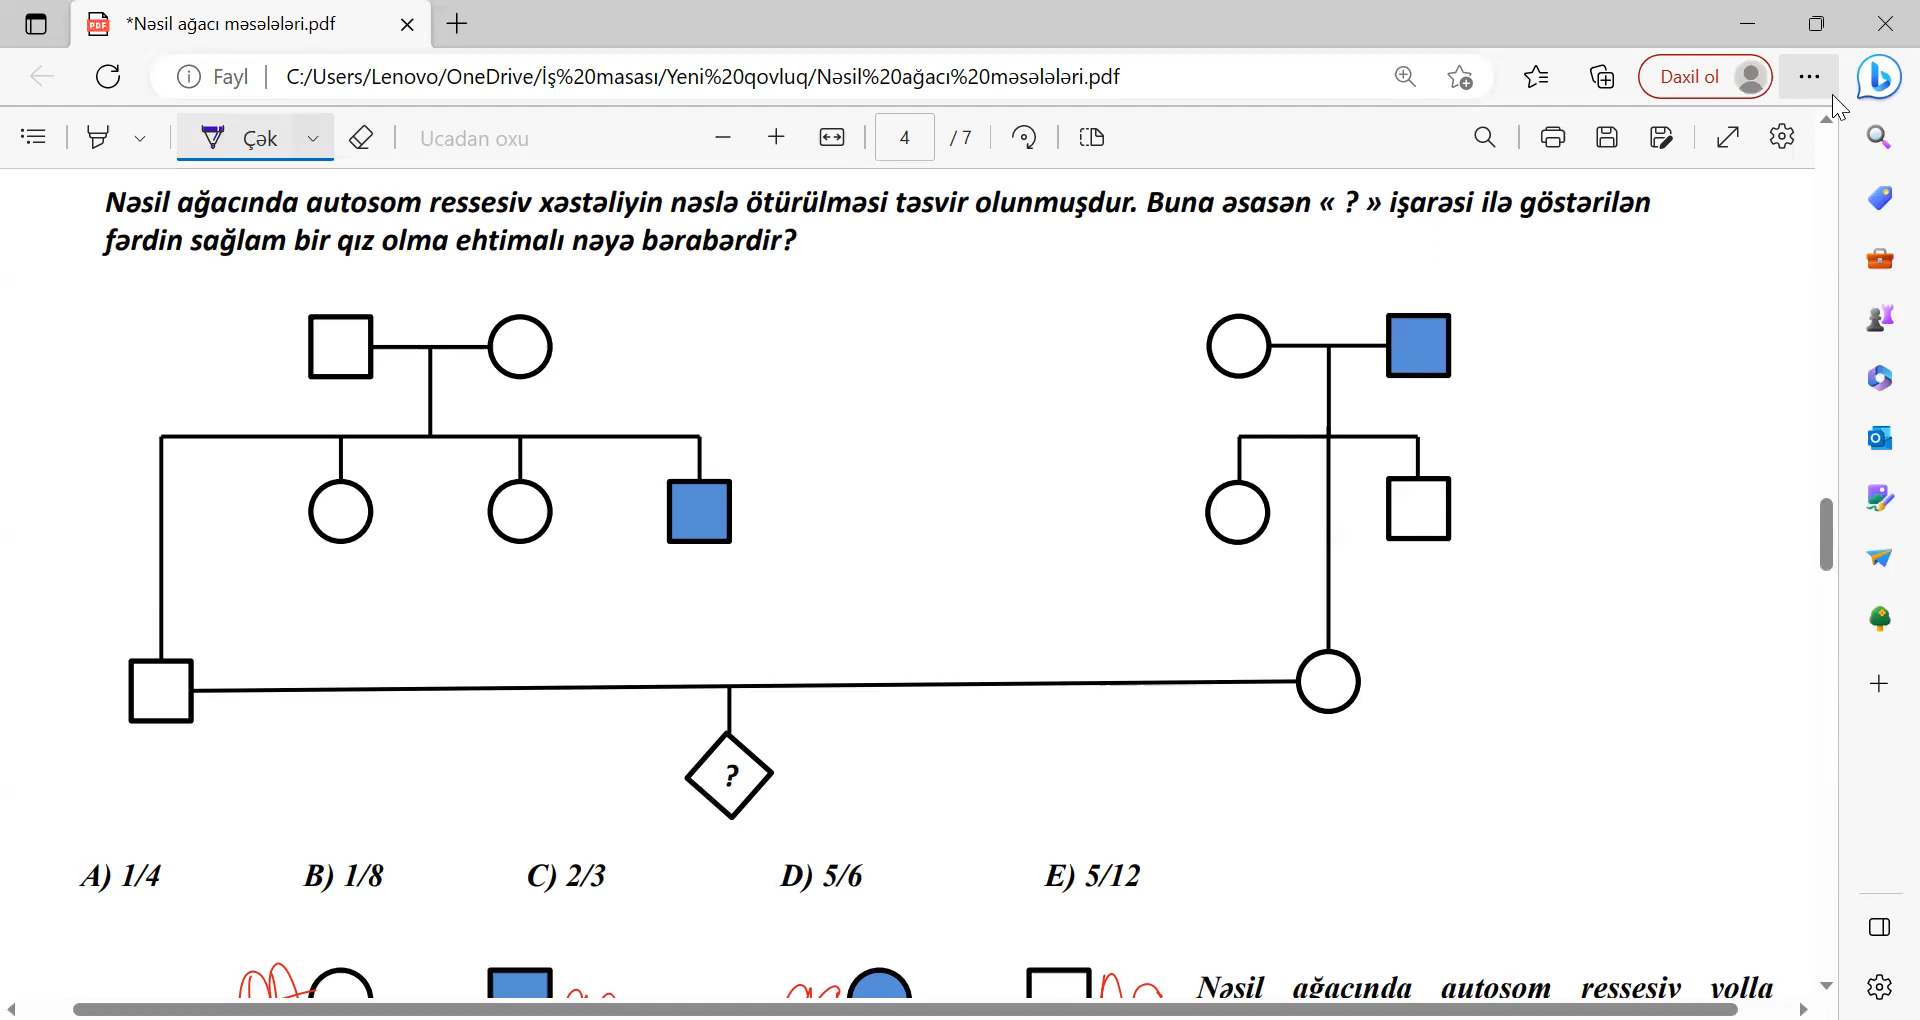 *Nəsil ağacı məsələləri.pdf
Fayl C:/Users/Lenovo/OneDrive/İş%20masası/Yeni%20qovluq/Nəsil%20ağacı%20məsələləri.pdf Daxil ol
Çək Ucadan oxu 4 / 7
Nəsil ağacında autosom ressesiv xəstəliyin nəslə ötürülməsi təsvir olunmuşdur. Buna əsasən « ? » işarəsi ilə göstərilən
fərdin sağlam bir qız olma ehtimalı nəyə bərabərdir?
?
A) 1/4 B) 1/8 C) 2/3 D) 5/6 E) 5/12
Nəsil ağacında autosom ressesiv yolla